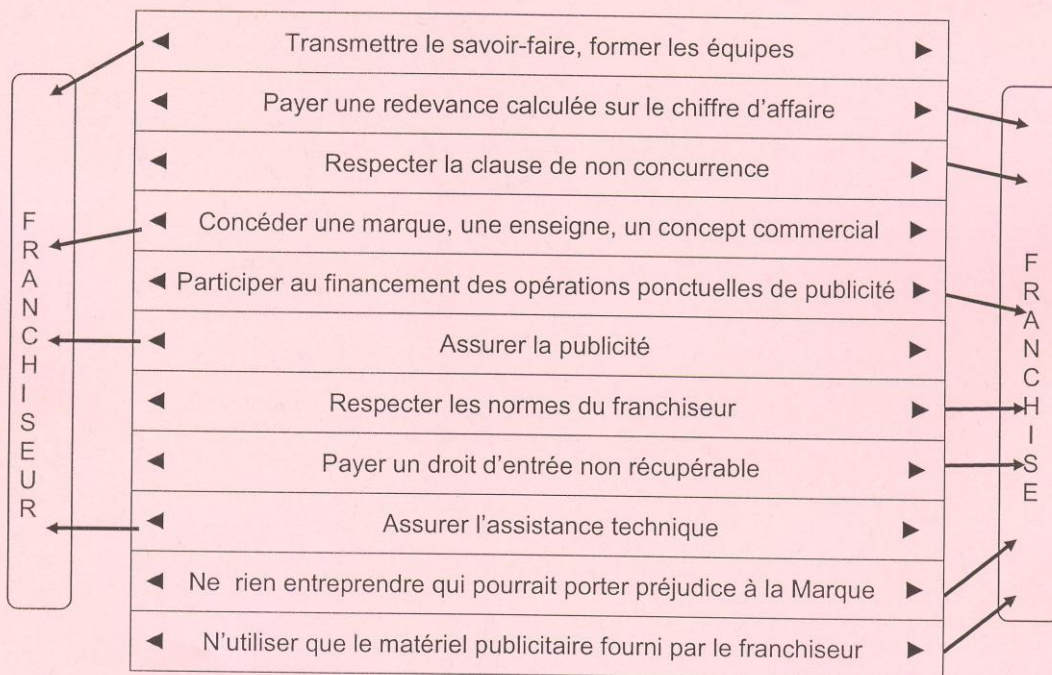 Transmettre le savoir-faire, former les équipes
Payer une redevance calculée sur le chiffre d'affaire
Respecter la clause de non concurrence
Concéder une marque, une enseigne, un concept commercial
Participer au financement des opérations ponctuelles de publicité
Assurer la publicité
Respecter les normes du franchiseur
Payer un droit d'entrée non récupérable
Assurer l'assistance technique
Ne rien entreprendre qui pourrait porter préjudice à la Marque
N'utiliser que le matériel publicitaire fourni par le franchiseur
FRANCHISEUR
FRANCHISE